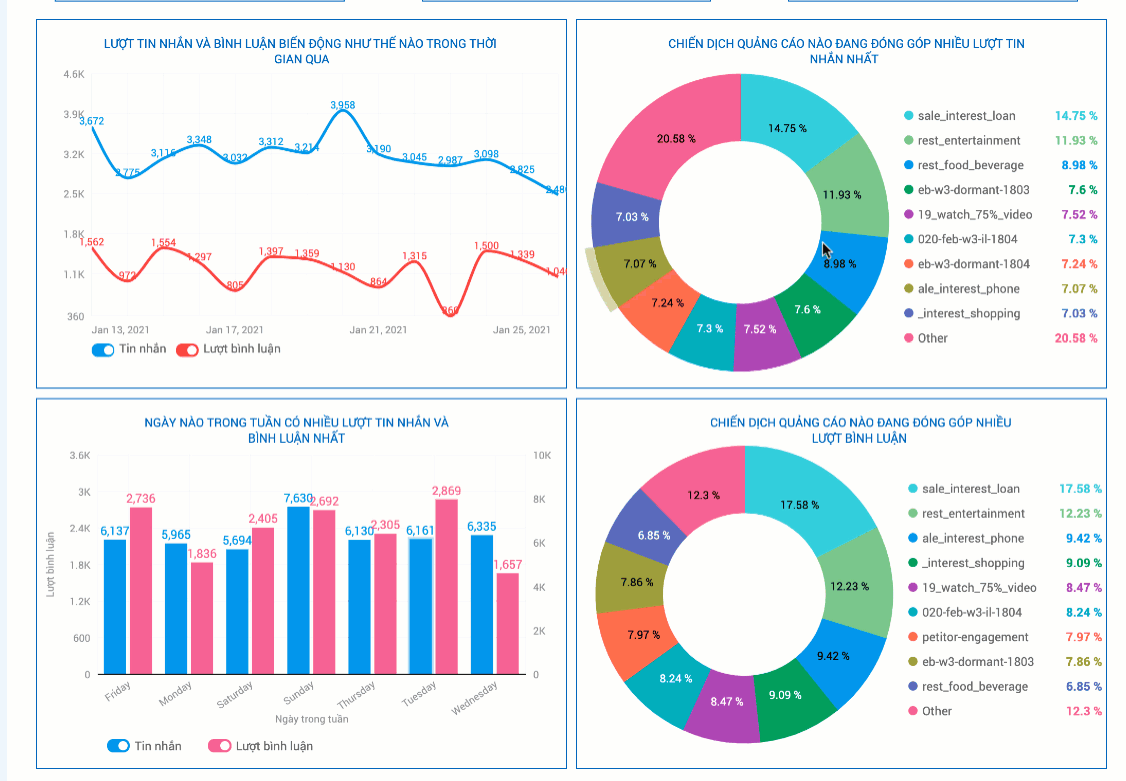 LƯỢT TIN NHẮN VÀ BÌNH LUẬN BIẾN ĐỘNG NHƯ THẾ NÀO TRONG THỜI
GIAN QUA
4.6K
3.9K
3.2K
2.5K
1.8K
1.1K
360
3,672
2,775
3,116
3,348
3,032
3,312
3,214
3,958
3,190
3,045
2,987
3,098
2,825
1,562
972
1,554
1,297
805
1,397
1,359
1,130
864
1,315
360
1,500
1,339
Jan 13, 2021
Jan 17, 2021
Jan 21, 2021
Jan 25, 2021
Tin nhắn
Lượt bình luận
CHIẾN DỊCH QUẢNG CÁO NÀO ĐANG ĐÓNG GÓP NHIỀU LƯỢT TIN
NHẮN NHẤT
14.75 %
11.93 %
8.98 %
7.6 %
7.52 %
7.3 %
7.24 %
7.07 %
7.03 %
20.58 %
sale_interest_loan 14.75 %
rest_entertainment 11.93 %
rest_food_beverage 8.98 %
eb-w3-dormant-1803 7.6 %
19_watch_75%_video 7.52 %
020-feb-w3-il-1804 7.3 %
eb-w3-dormant-1804 7.24 %
ale_interest_phone 7.07 %
_interest_shopping 7.03 %
Other 20.58 %
NGÀY NÀO TRONG TUẦN CÓ NHIỀU LƯỢT TIN NHẮN VÀ
BÌNH LUẬN NHẤT
Lượt bình luận
3.6K
3K
2.4K
1.8K
1.2K
600
0
10K
8K
6K
4K
2K
0
6,137
2,736
5,965
1,836
5,694
2,405
7,630
2,692
6,130
2,305
6,161
2,869
6,335
1,657
Friday
Monday
Saturday
Sunday
Thursday
Tuesday
Wednesday
Ngày trong tuần
Tin nhắn
Lượt bình luận
CHIẾN DỊCH QUẢNG CÁO NÀO ĐANG ĐÓNG GÓP NHIỀU
LƯỢT BÌNH LUẬN
17.58 %
12.23 %
9.42 %
9.09 %
8.47 %
8.24 %
7.97 %
7.86 %
6.85 %
12.3 %
sale_interest_loan 17.58 %
rest_entertainment 12.23 %
ale_interest_phone 9.42 %
_interest_shopping 9.09 %
19_watch_75%_video 8.47 %
020-feb-w3-il-1804 8.24 %
petitor-engagement 7.97 %
eb-w3-dormant-1803 7.86 %
rest_food_beverage 6.85 %
Other 12.3 %